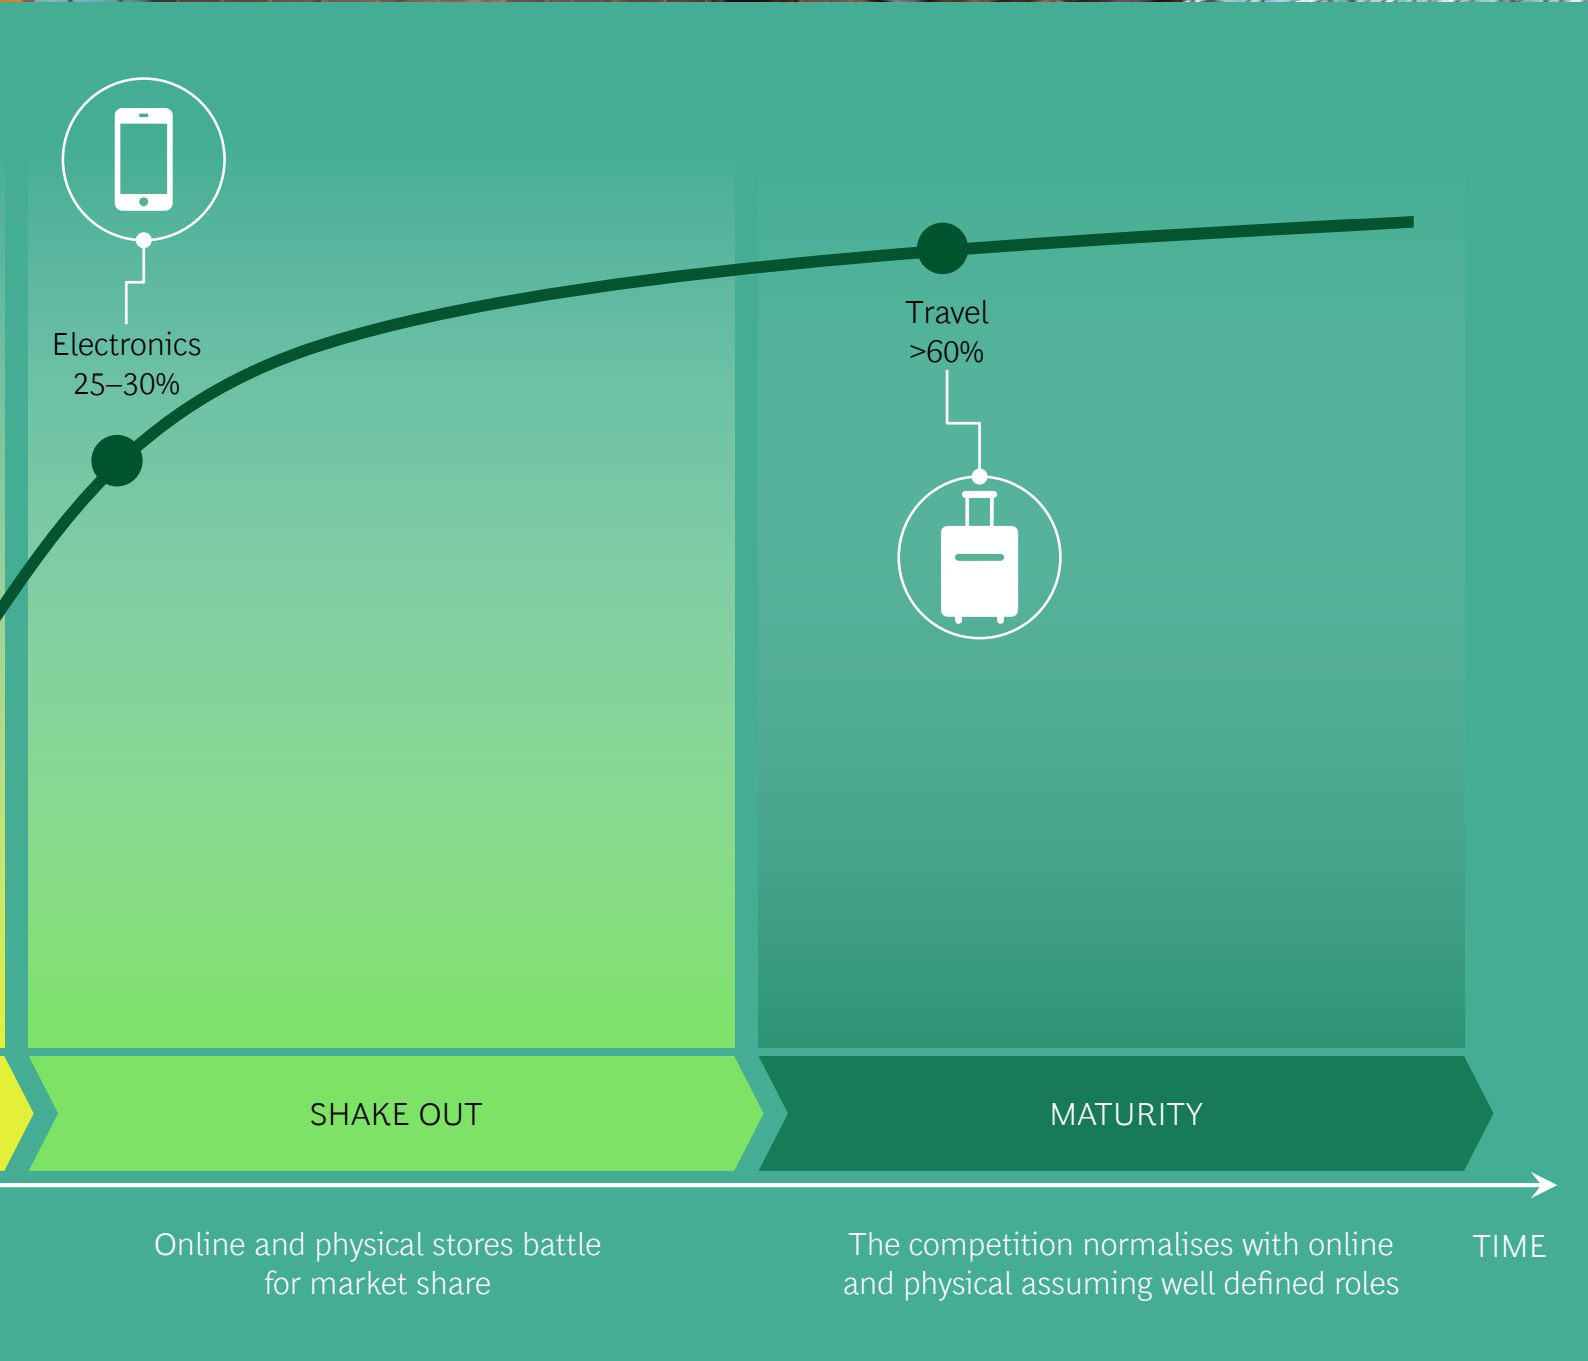 Electronics
25–30%
Travel
>60%
SHAKE OUT
MATURITY
Online and physical stores battle
for market share
The competition normalises with online
and physical assuming well defined roles
TIME